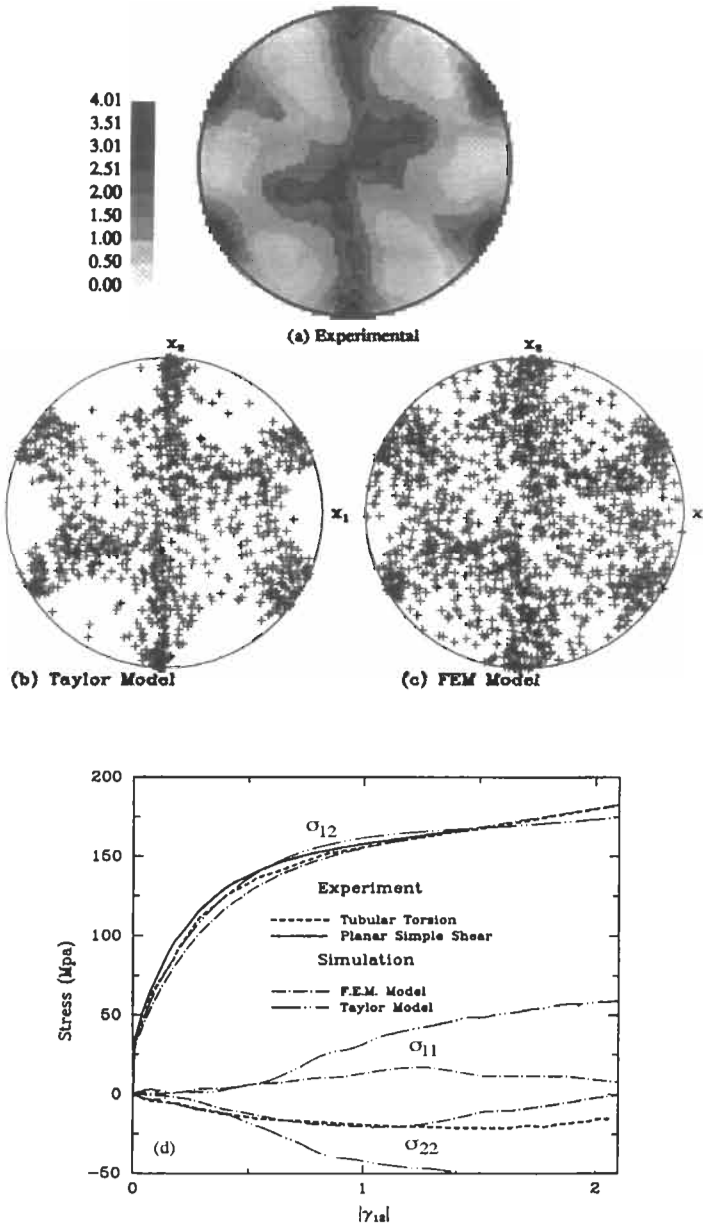 4.01
3.51
3.01
2.51
2.00
1.50
1.00
0.50
0.00
(a) Experimental
x₂
x₂
x₁
x
(b) Taylor Model
(c) FEM Model
200
150
100
50
0
-50
Stress (Mpa)
σ₁₂
Experiment
Tubular Torsion
Planar Simple Shear
Simulation
F.E.M. Model
Taylor Model
σ₁₁
σ₂₂
(d)
0
1
2
|γ₁₂|